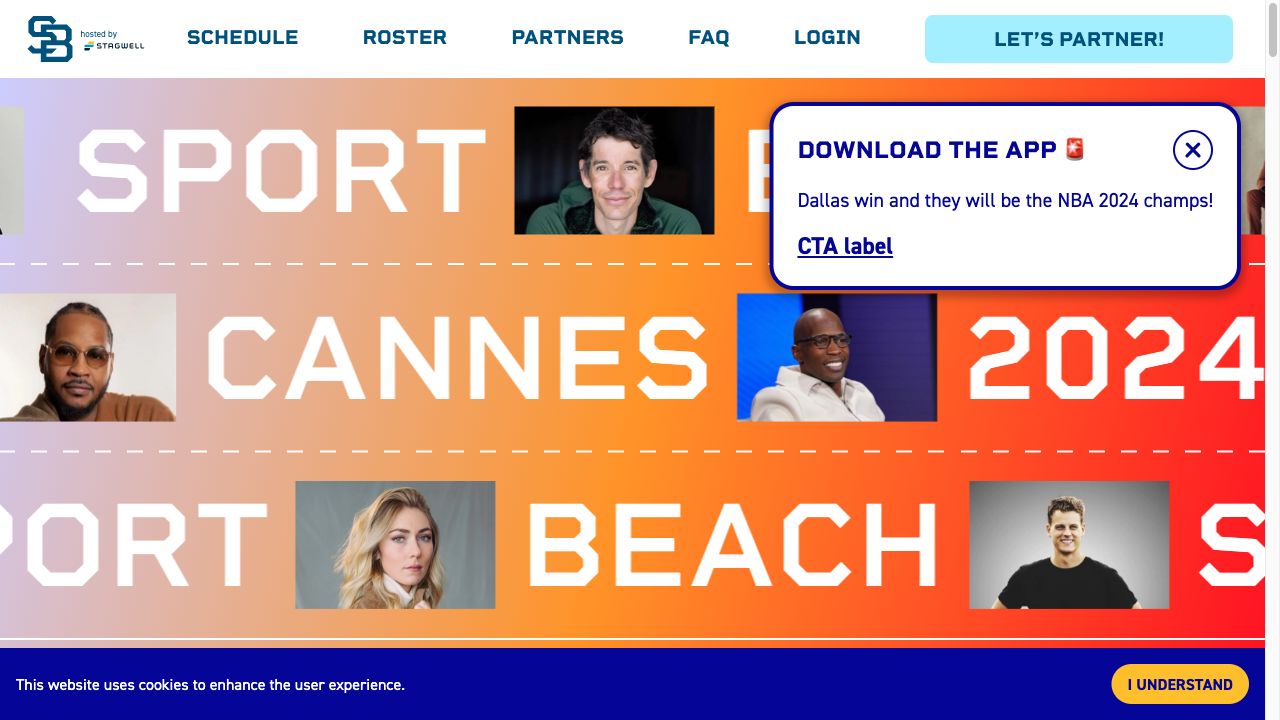 hosted by
STAGWELL
SCHEDULE
ROSTER
PARTNERS
FAQ
LOGIN
LET’S PARTNER!
SPORT
DOWNLOAD THE APP 🚨
Dallas win and they will be the NBA 2024 champs!
CTA label
CANNES
2024
PORT
BEACH
S
This website uses cookies to enhance the user experience.
I UNDERSTAND